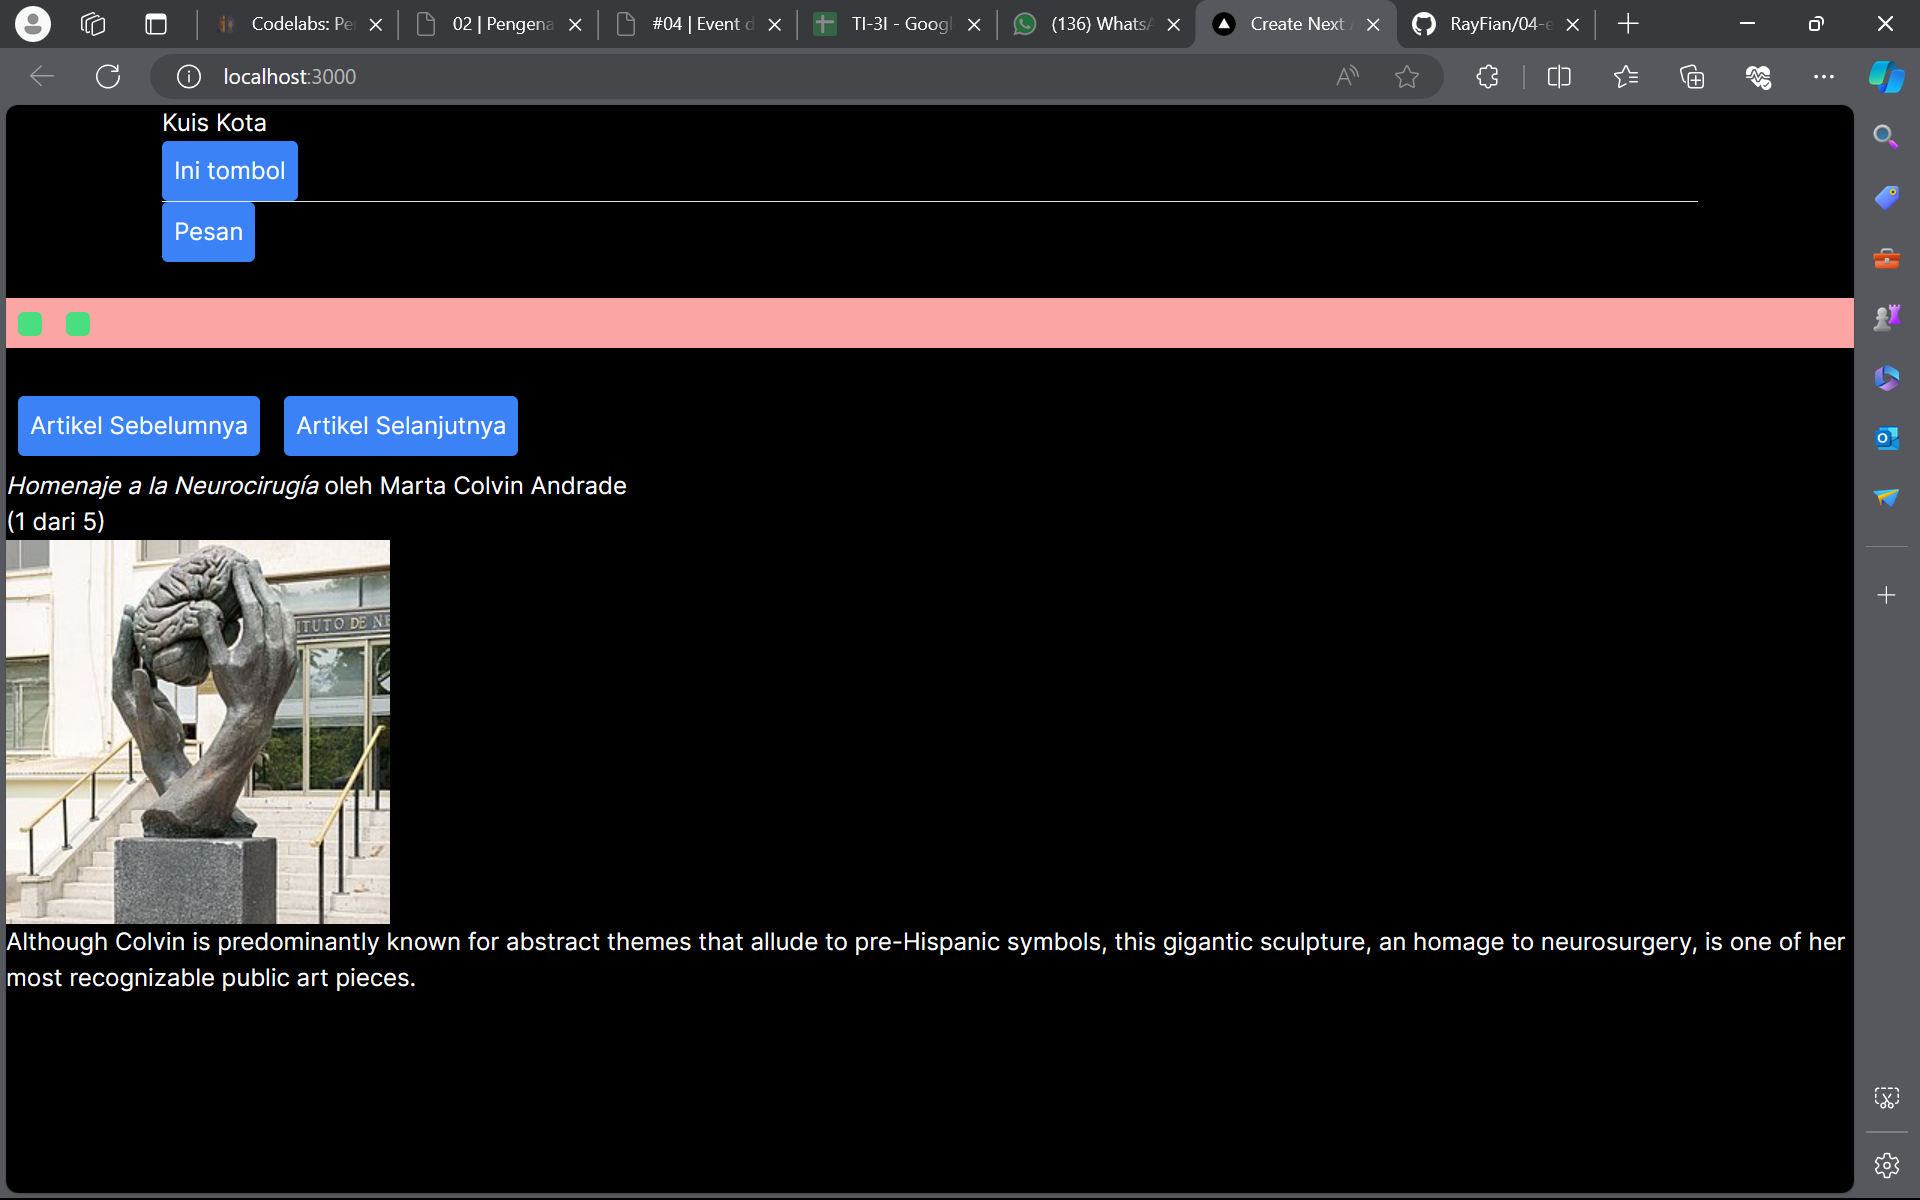 Codelabs: Pe
02 | Pengena
#04 | Event d
TI-3I - Googl
(136) WhatsA
Create Next A
RayFian/04-e
localhost:3000
Kuis Kota
Ini tombol
Pesan
Artikel Sebelumnya
Artikel Selanjutnya
Homenaje a la Neurocirugía oleh Marta Colvin Andrade
(1 dari 5)
ITUTO DE NE
Although Colvin is predominantly known for abstract themes that allude to pre-Hispanic symbols, this gigantic sculpture, an homage to neurosurgery, is one of her
most recognizable public art pieces.